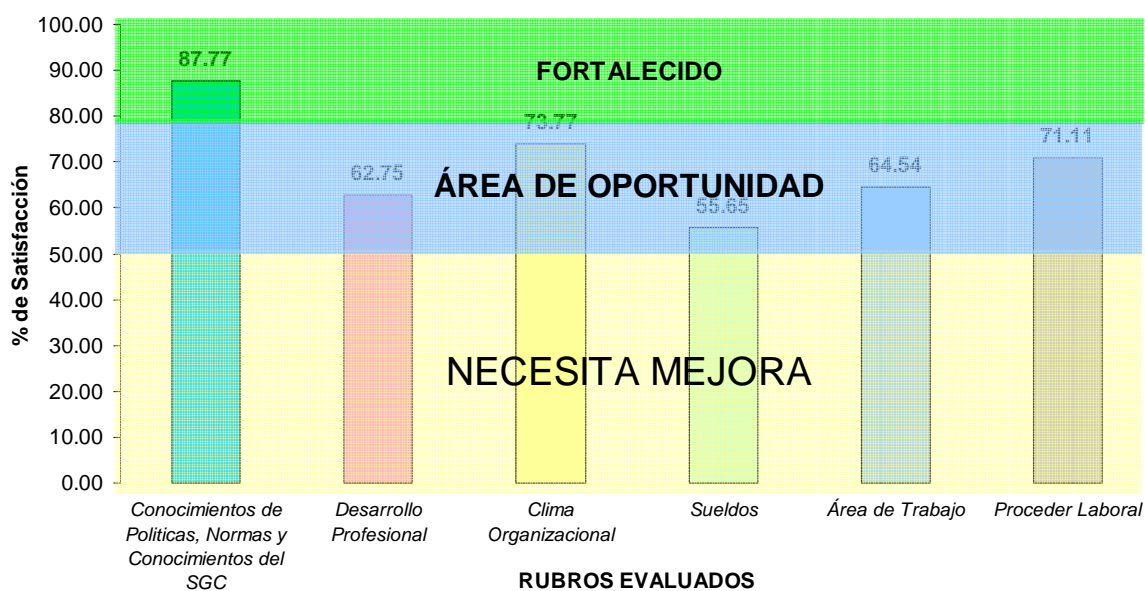 100.00
90.00
80.00
70.00
60.00
50.00
40.00
30.00
20.00
10.00
0.00
% de Satisfacción
FORTALECIDO
ÁREA DE OPORTUNIDAD
NECESITA MEJORA
87.77
62.75
73.77
55.65
64.54
71.11
Conocimientos de
Politicas, Normas y
Conocimientos del
SGC
Desarrollo
Profesional
Clima
Organizacional
Sueldos
Área de Trabajo
Proceder Laboral
RUBROS EVALUADOS